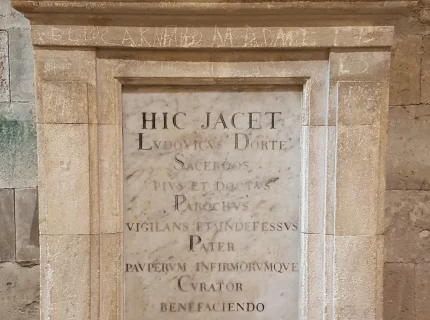 HIC JACET
LVDOVICVS DORTE
SACERDOS
PIVS ET DOCTVS
PAROCHVS
VIGILANS ET INDEFESSVS
PATER
PAVPERVM INFIRMORVMQVE
CVRATOR
BENEFACIENDO